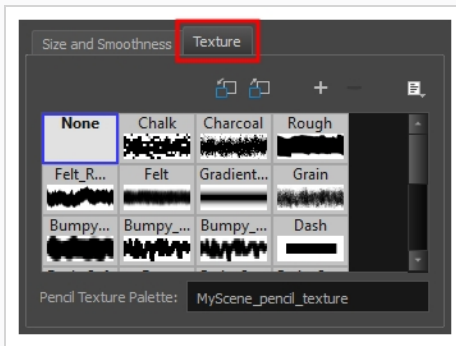 Size and Smoothness Texture
None Chalk Charcoal Rough
Felt_R... Felt Gradient... Grain
Bumpy... Bumpy_... Bumpy_... Dash
Pencil Texture Palette: MyScene_pencil_texture